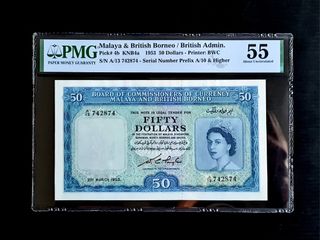 PMG
PAPER MONEY GUARANTY
Malaya & British Borneo / British Admin.
Pick# 4b KNB4a 1953 50 Dollars - Printer: BWC
S/N A/13 742874 - Serial Number Prefix A/10 & Higher
55
About Uncirculated
BOARD OF COMMISSIONERS OF CURRENCY
MALAYA AND BRITISH BORNEO
50
50
742874
THIS NOTE IS LEGAL TENDER FOR
FIFTY
DOLLARS
742874
21st MARCH 1953
50